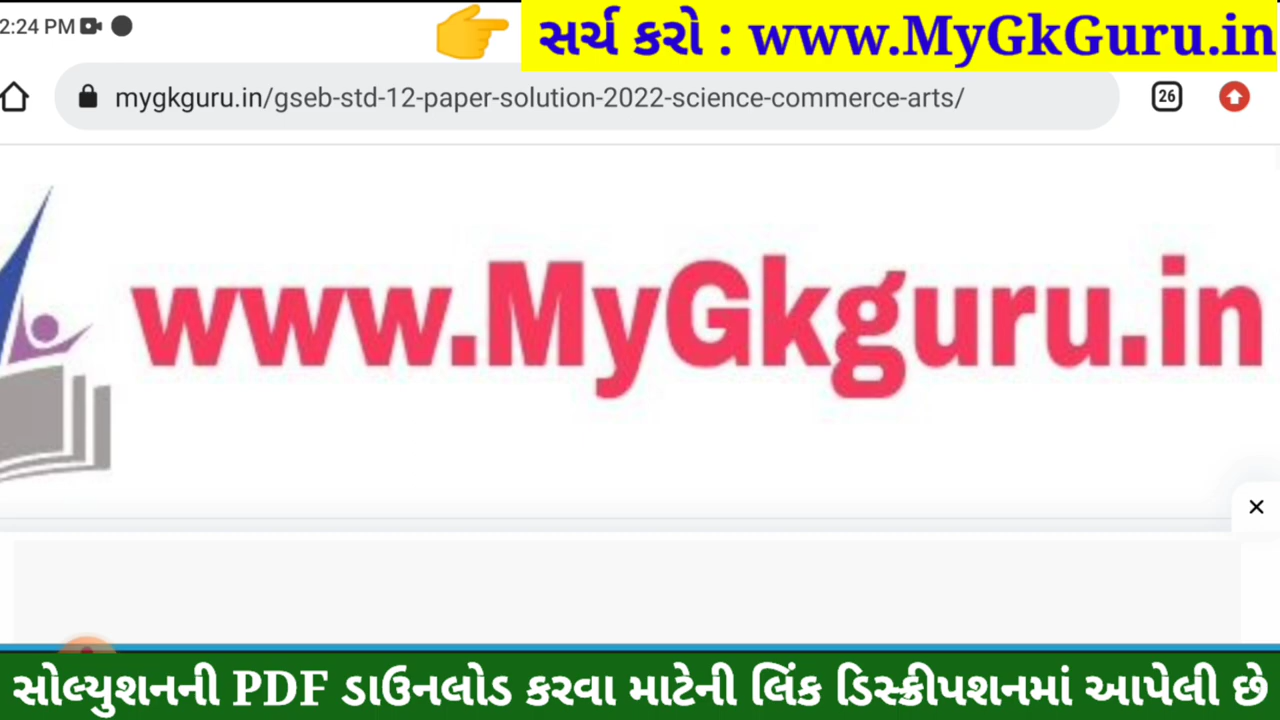 2:24 PM
સર્ચ કરો : www.MyGkGuru.in
mygkguru.in/gseb-std-12-paper-solution-2022-science-commerce-arts/
26
www.MyGkguru.in
સોલ્યુશનની PDF ડાઉનલોડ કરવા માટેની લિંક ડિસ્ક્રીપશનમાં આપેલી છે